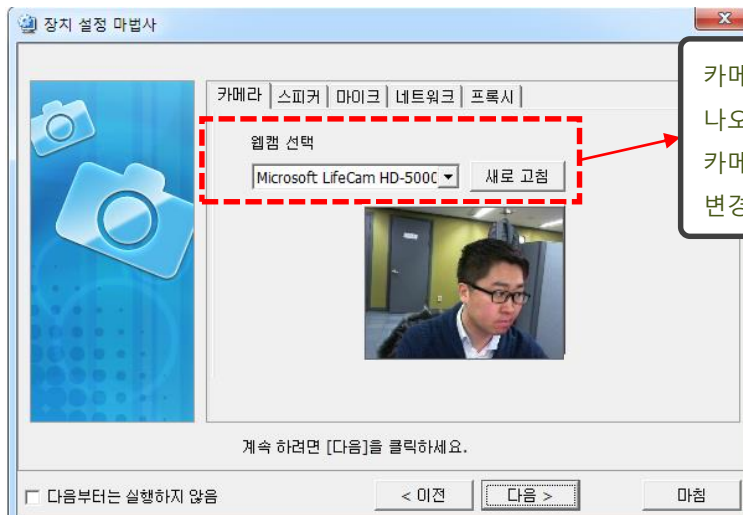 장치 설정 마법사
카메라 스피커 마이크 네트워크 프록시
웹캠 선택
Microsoft LifeCam HD-5000
새로 고침
계속 하려면 [다음]을 클릭하세요.
다음부터는 실행하지 않음
< 이전
다음 >
마침